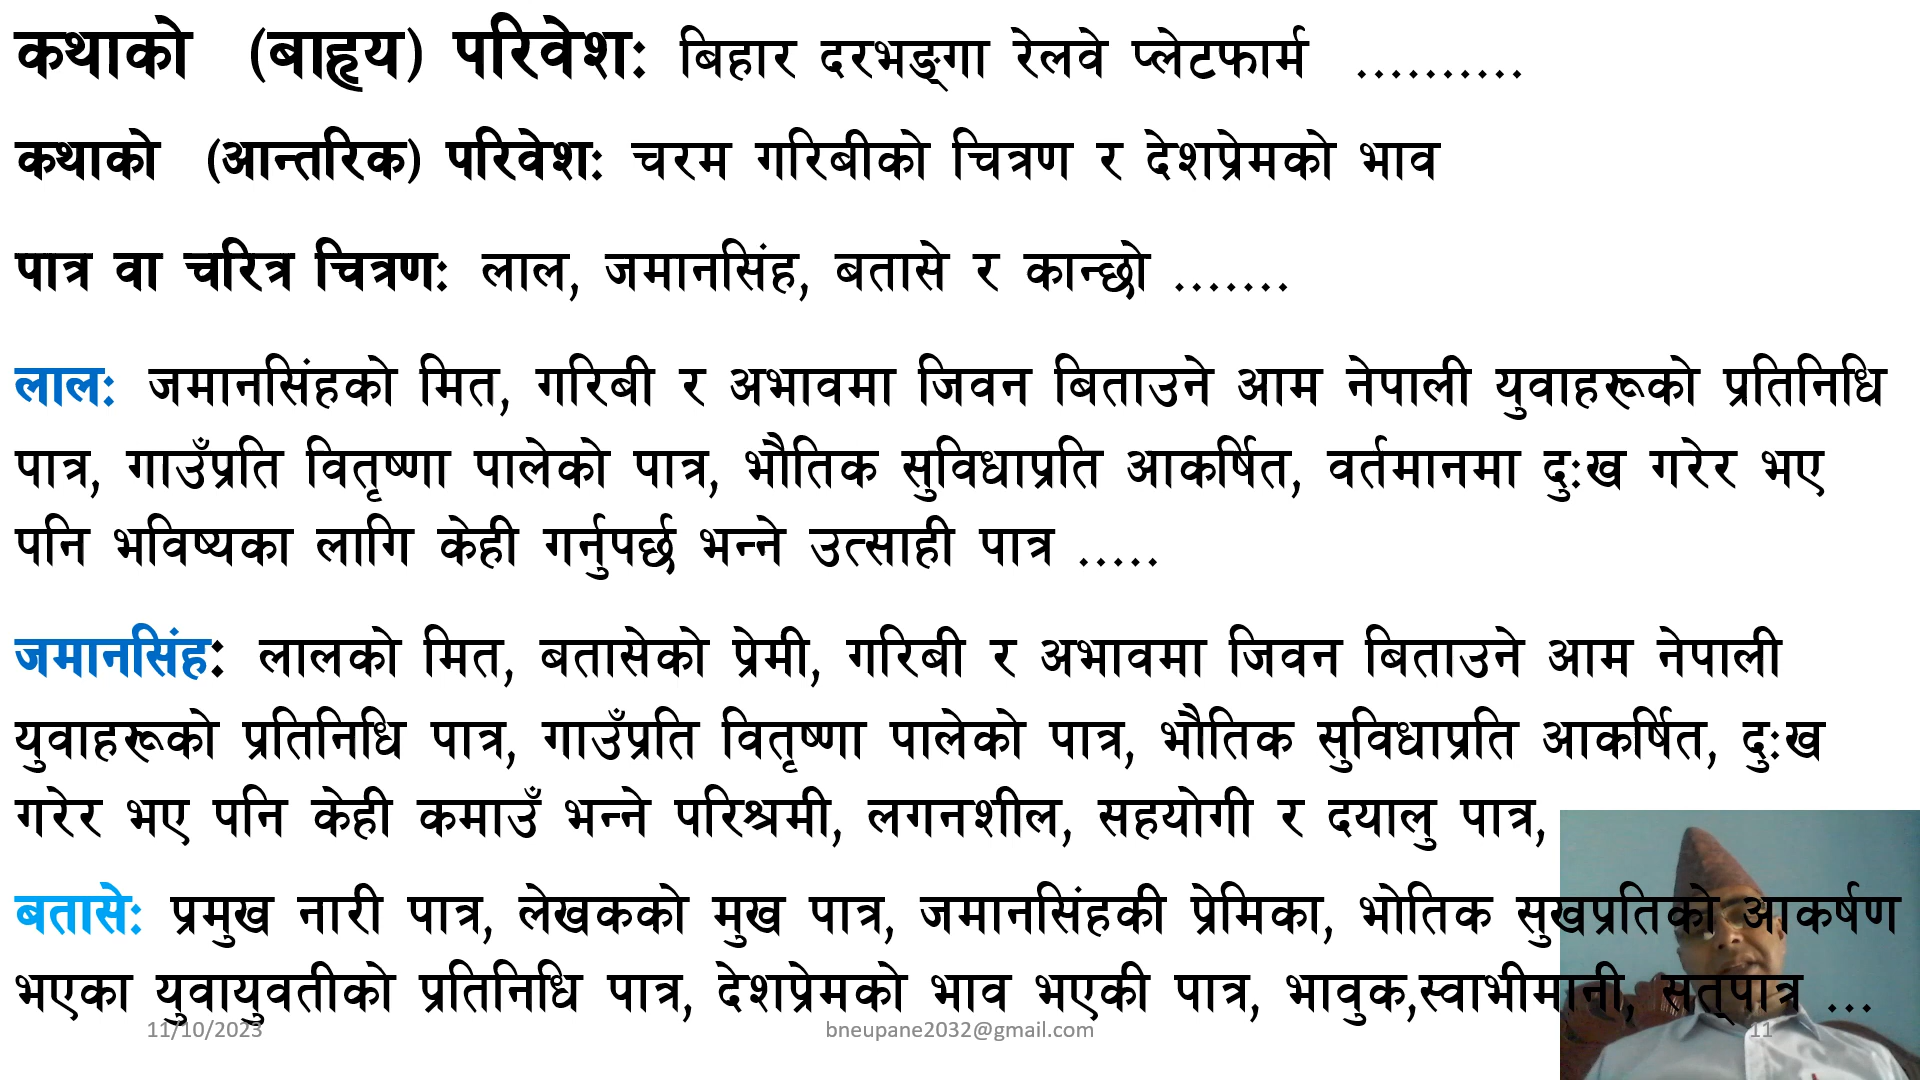 कथाको (बाहृय) परिवेशः बिहार दरभङ्गा रेलवे प्लेटफार्म ..........
कथाको (आन्तरिक) परिवेशः चरम गरिबीको चित्रण र देशप्रेमको भाव
पात्र वा चरित्र चित्रणः लाल, जमानसिंह, बतासे र कान्छो .......
लालः जमानसिंहको मित, गरिबी र अभावमा जिवन बिताउने आम नेपाली युवाहरूको प्रतिनिधि
पात्र, गाउँप्रति वितृष्णा पालेको पात्र, भौतिक सुविधाप्रति आकर्षित, वर्तमानमा दुःख गरेर भए
पनि भविष्यका लागि केही गर्नुपर्छ भन्ने उत्साही पात्र .....
जमानसिंहः लालको मित, बतासेको प्रेमी, गरिबी र अभावमा जिवन बिताउने आम नेपाली
युवाहरूको प्रतिनिधि पात्र, गाउँप्रति वितृष्णा पालेको पात्र, भौतिक सुविधाप्रति आकर्षित, दुःख
गरेर भए पनि केही कमाउँ भन्ने परिश्रमी, लगनशील, सहयोगी र दयालु पात्र,
बतासेः प्रमुख नारी पात्र, लेखकको मुख पात्र, जमानसिंहकी प्रेमिका, भोतिक सुखप्रतिको आकर्षण
भएका युवायुवतीको प्रतिनिधि पात्र, देशप्रेमको भाव भएकी पात्र, भावुक,स्वाभीमानी, सत्पात्र ...
11/10/2023 bneupane2032@gmail.com 11